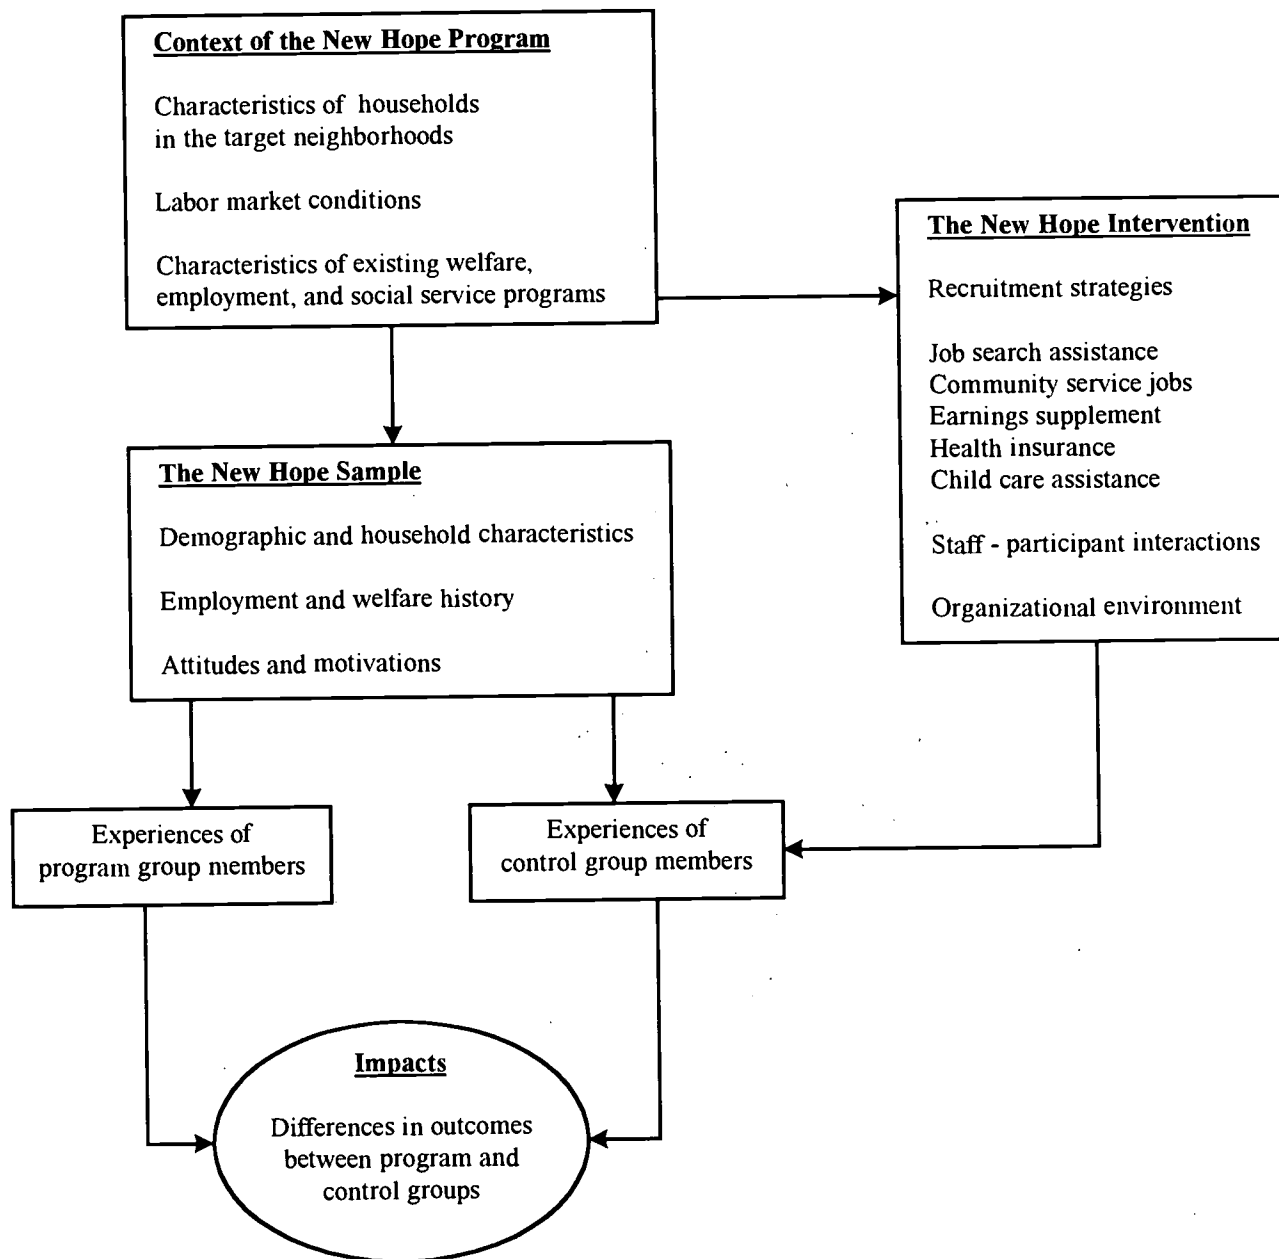 Context of the New Hope Program
Characteristics of households
in the target neighborhoods
Labor market conditions
Characteristics of existing welfare,
employment, and social service programs
The New Hope Intervention
Recruitment strategies
Job search assistance
Community service jobs
Earnings supplement
Health insurance
Child care assistance
Staff - participant interactions
Organizational environment
The New Hope Sample
Demographic and household characteristics
Employment and welfare history
Attitudes and motivations
Experiences of
program group members
Experiences of
control group members
Impacts
Differences in outcomes
between program and
control groups